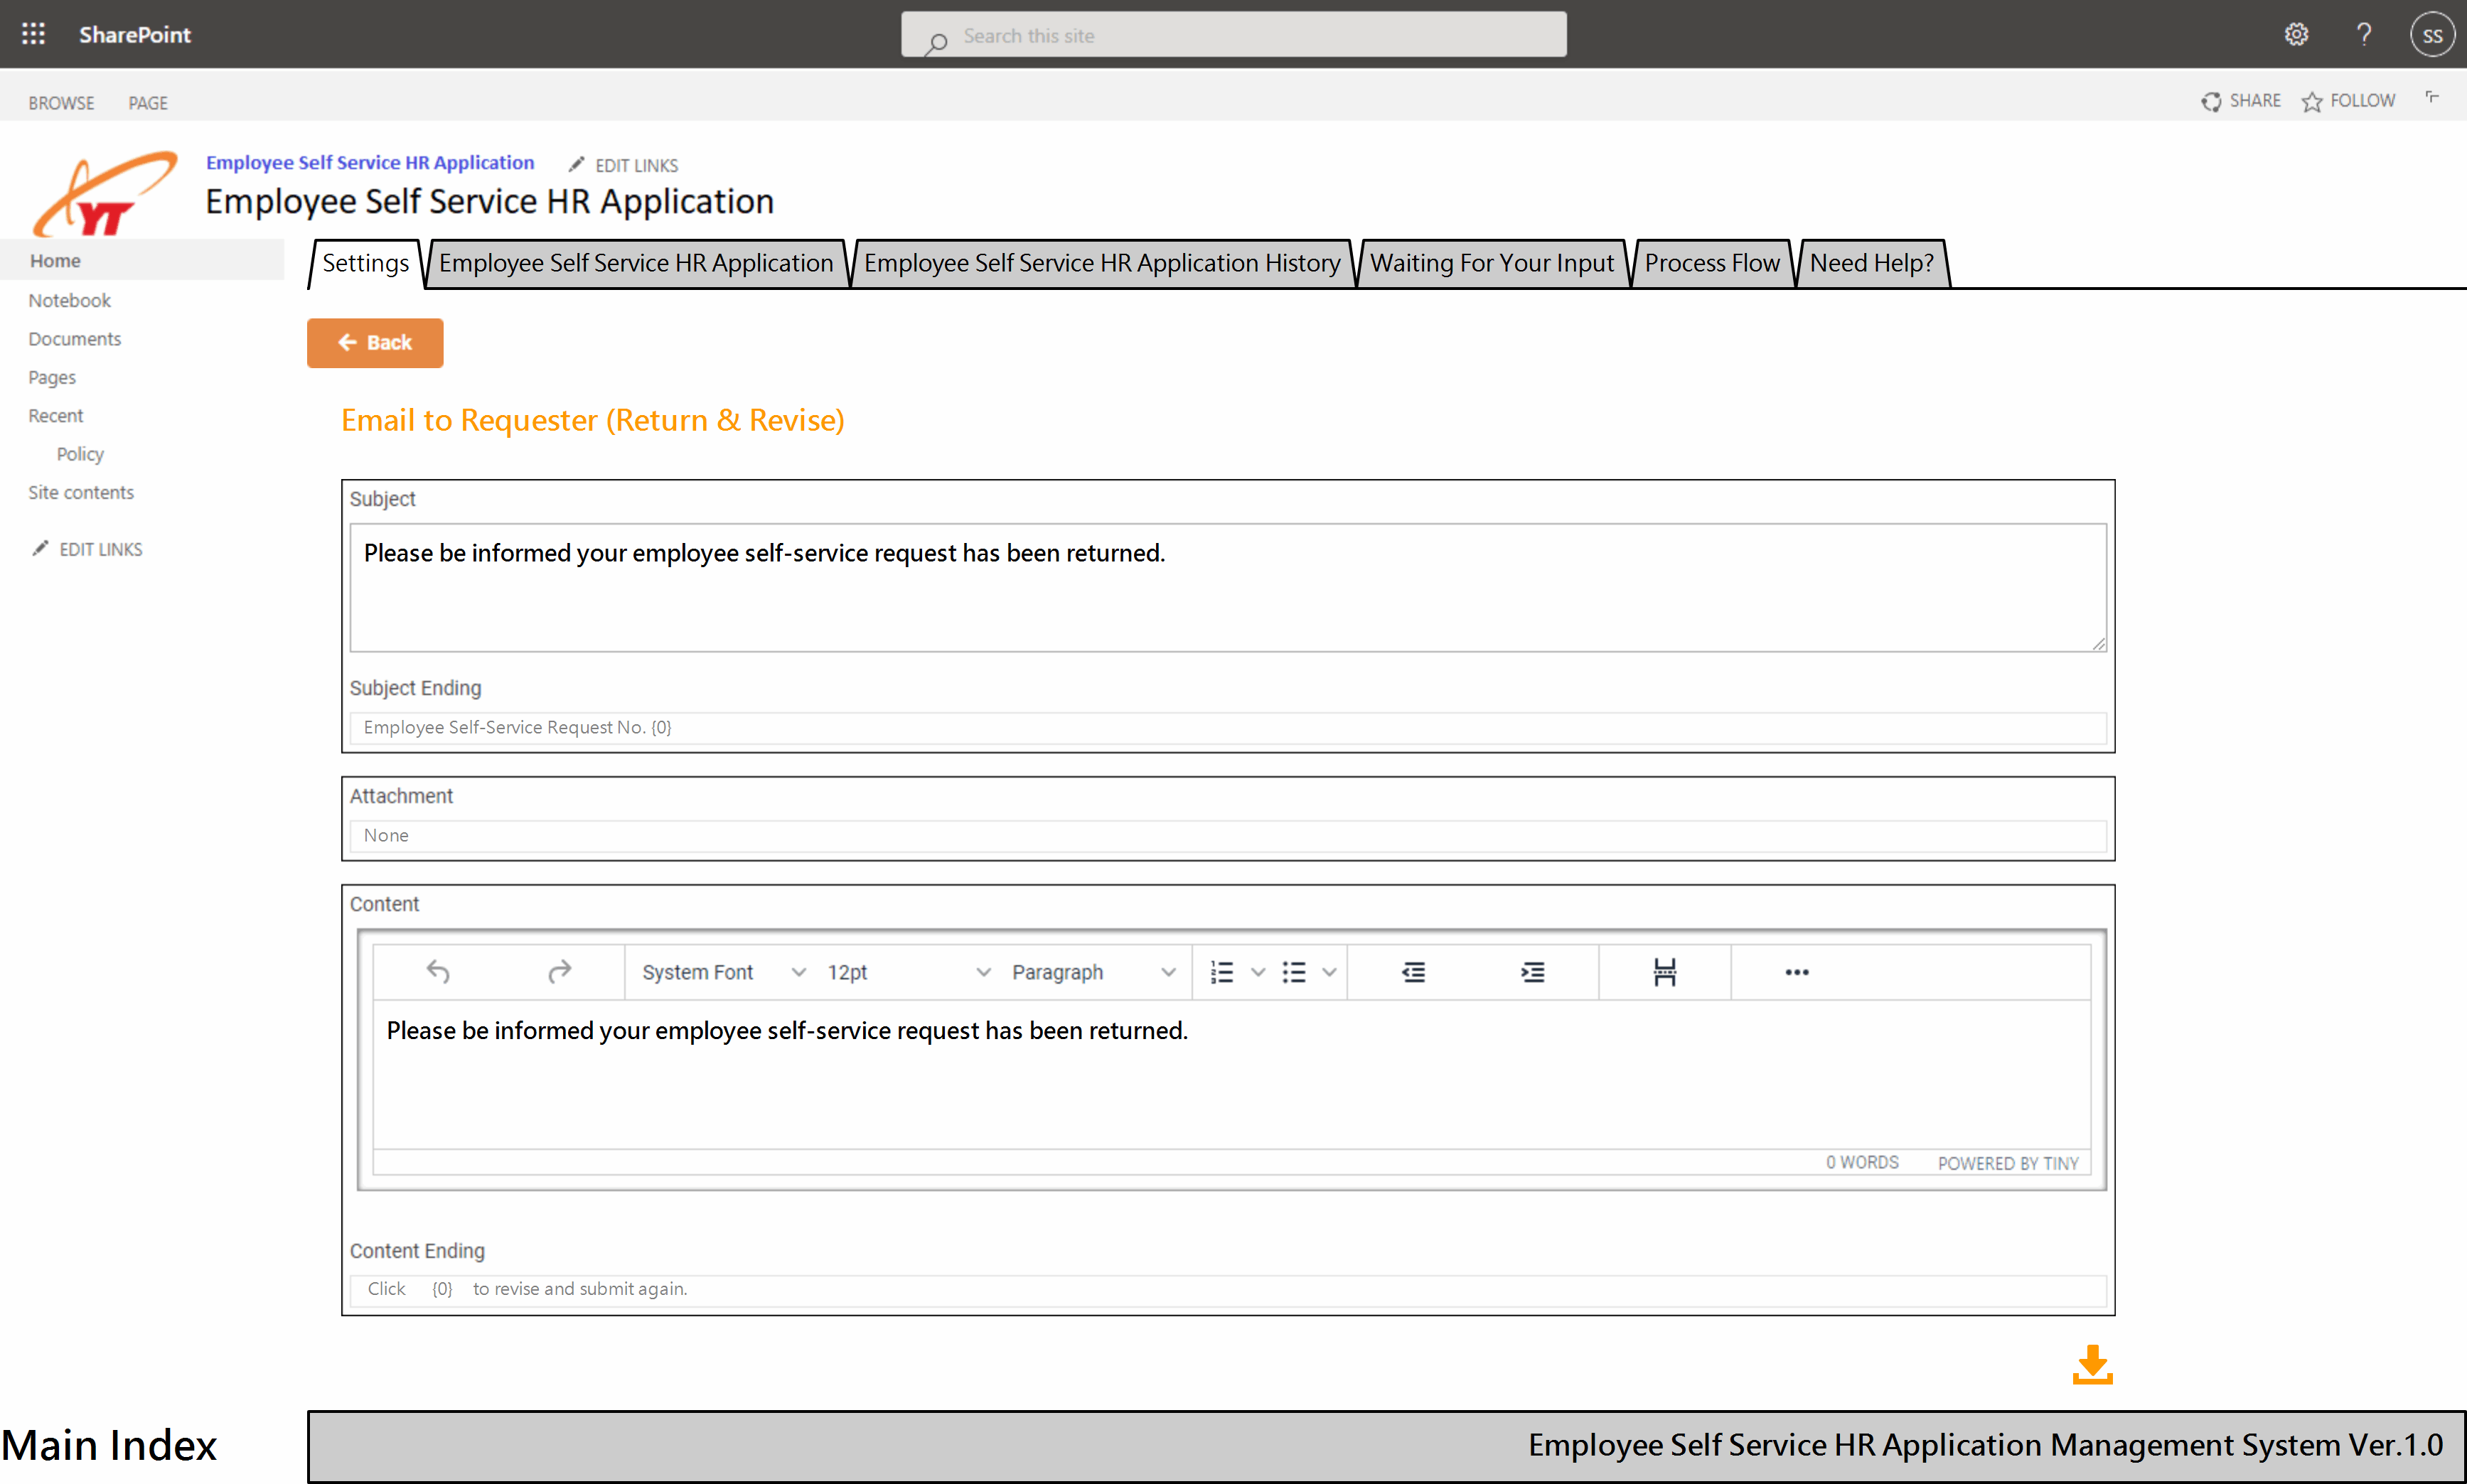 SharePoint
Search this site
SS
BROWSE PAGE
SHARE FOLLOW
YT
Employee Self Service HR Application EDIT LINKS
Employee Self Service HR Application
Home
Notebook
Documents
Pages
Recent
Policy
Site contents
EDIT LINKS
Settings Employee Self Service HR Application Employee Self Service HR Application History Waiting For Your Input Process Flow Need Help?
Back
Email to Requester (Return & Revise)
Subject
Please be informed your employee self-service request has been returned.
Subject Ending
Employee Self-Service Request No. {0}
Attachment
None
Content
System Font 12pt Paragraph
Please be informed your employee self-service request has been returned.
0 WORDS POWERED BY TINY
Content Ending
Click {0} to revise and submit again.
Main Index
Employee Self Service HR Application Management System Ver.1.0